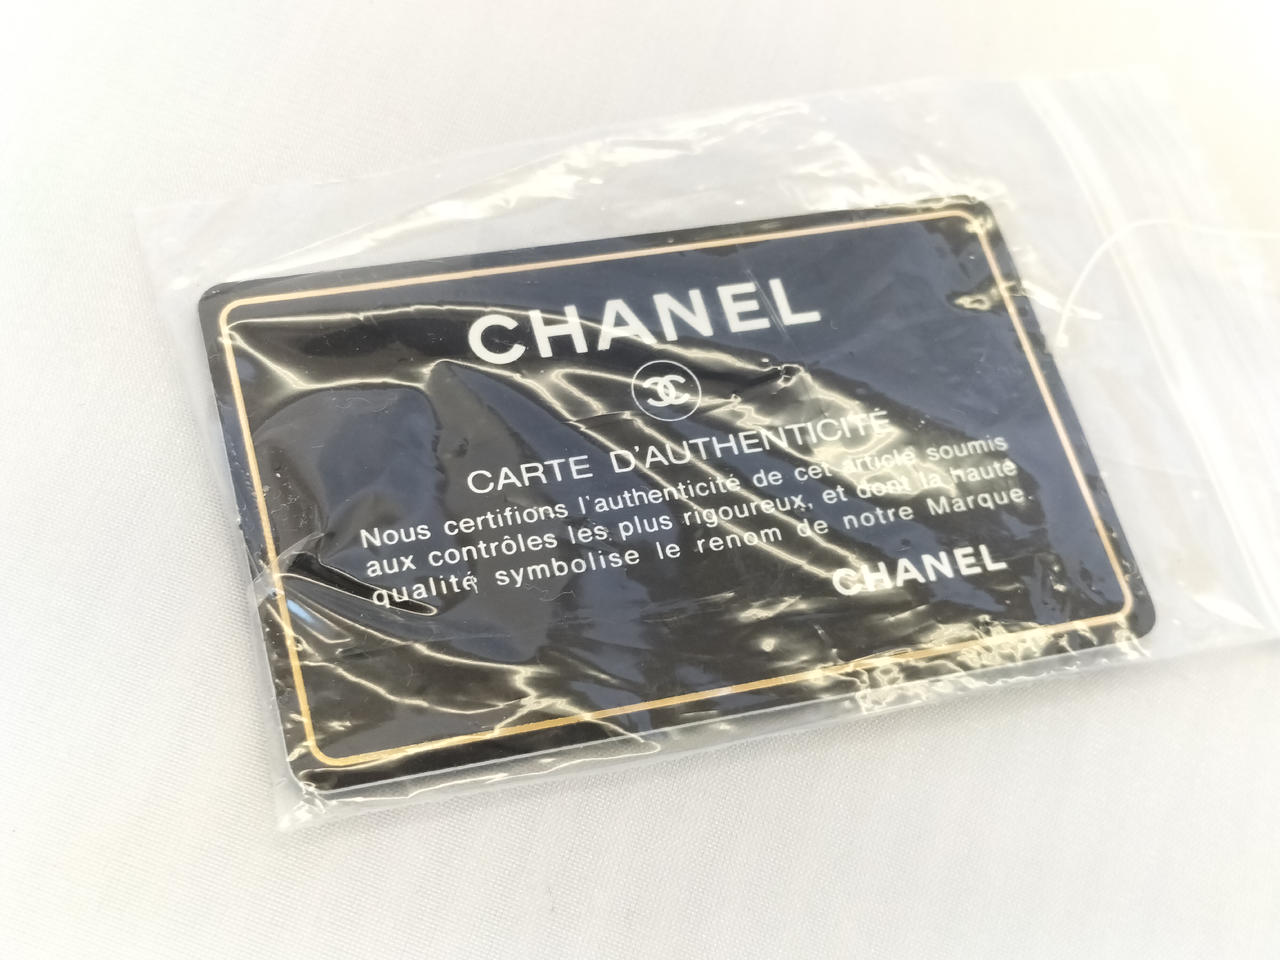 CHANEL
CARTE D'AUTHENTICITÉ
Nous certifions l'authenticité de cet article soumis
aux contrôles les plus rigoureux, et dont la haute
qualité symbolise le renom de notre Marque.
CHANEL